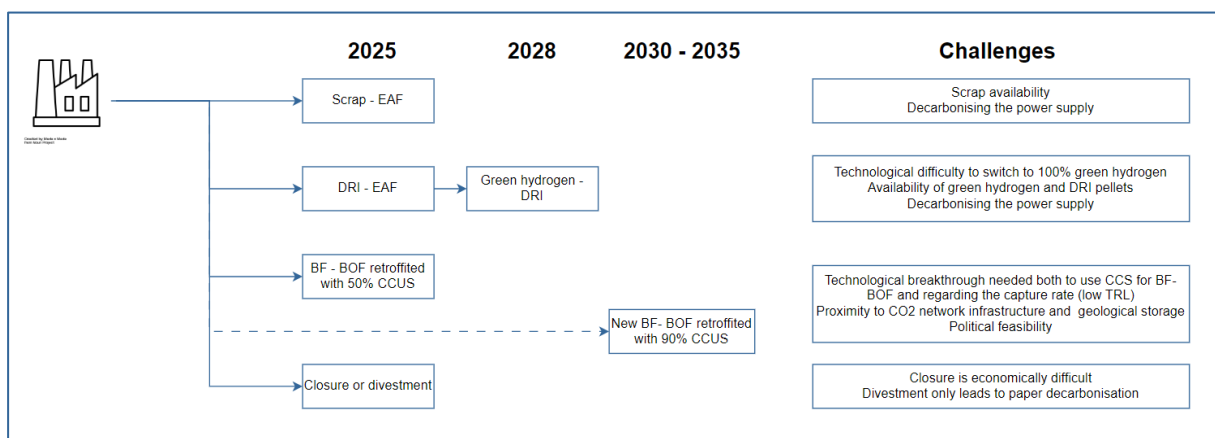 2025
2028
2030 - 2035
Challenges
Scrap - EAF
Scrap availability
Decarbonising the power supply
DRI - EAF
Green hydrogen -
DRI
Technological difficulty to switch to 100% green hydrogen
Availability of green hydrogen and DRI pellets
Decarbonising the power supply
BF - BOF retroffited
with 50% CCUS
Technological breakthrough needed both to use CCS for BF-
BOF and regarding the capture rate (low TRL)
Proximity to CO2 network infrastructure and geological storage
Political feasibility
New BF- BOF retroffited
with 90% CCUS
Closure or divestment
Closure is economically difficult
Divestment only leads to paper decarbonisation